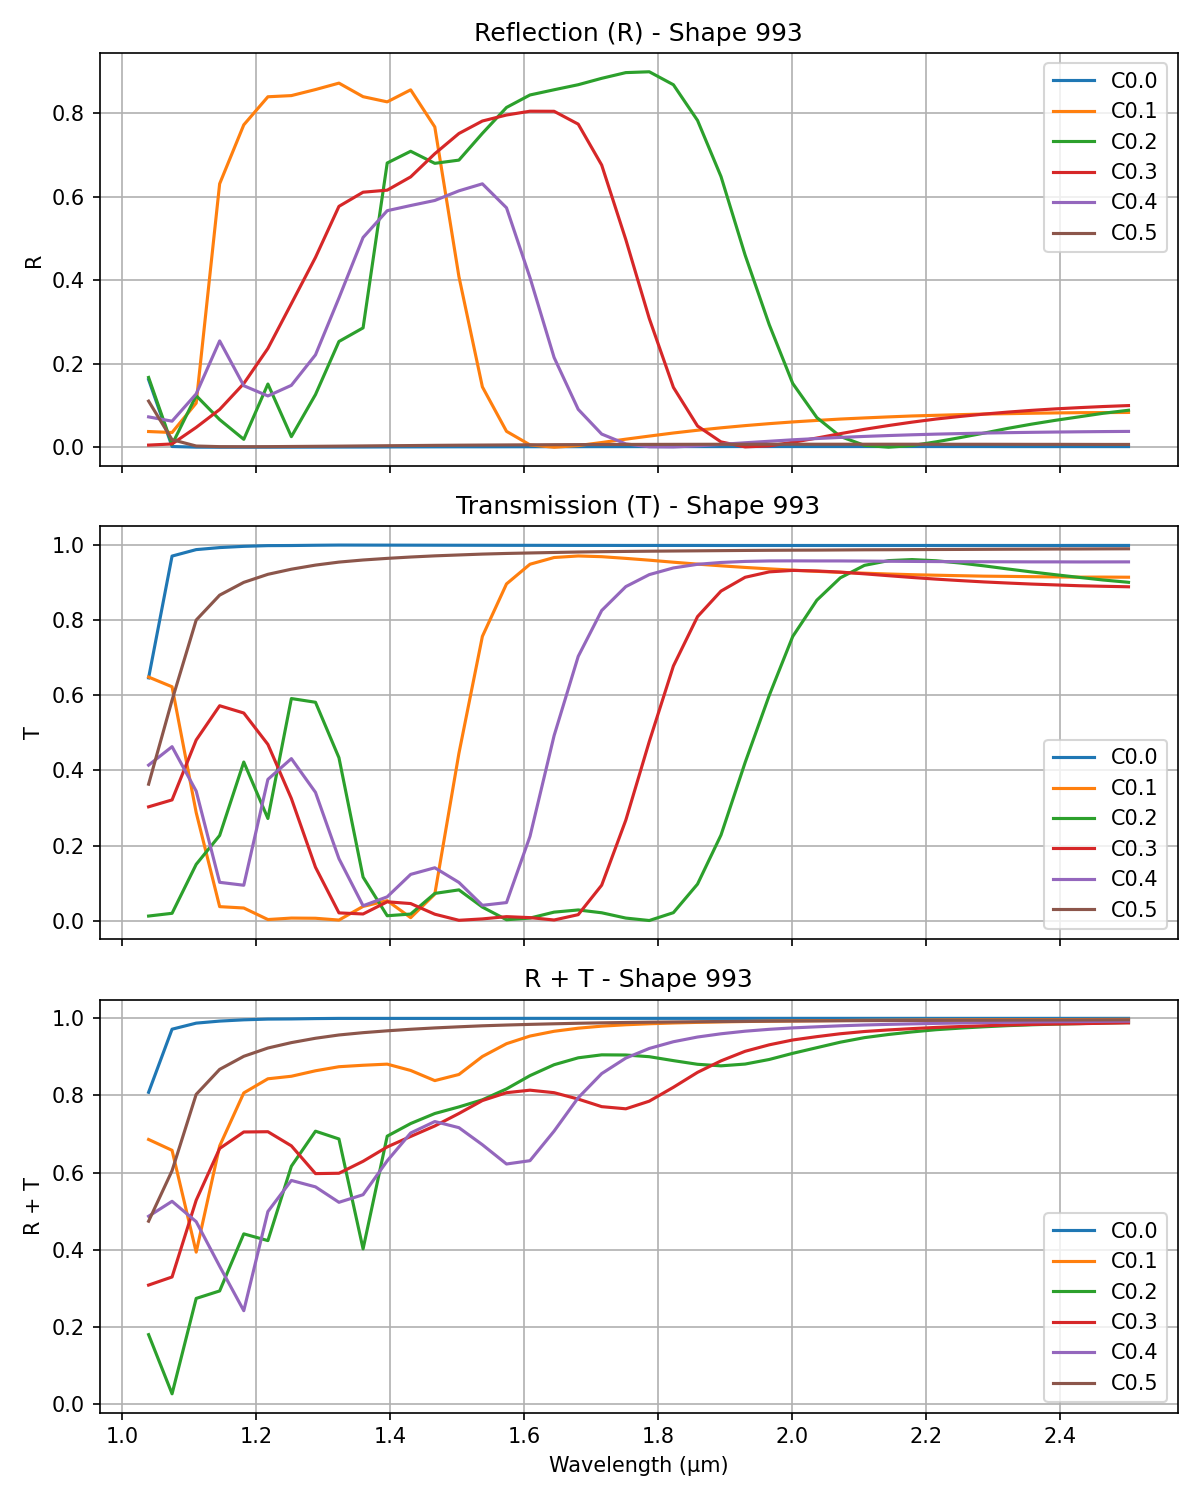 Reflection (R) - Shape 993
R
0.8
0.6
0.4
0.2
0.0
C0.0
C0.1
C0.2
C0.3
C0.4
C0.5
Transmission (T) - Shape 993
T
1.0
0.8
0.6
0.4
0.2
0.0
C0.0
C0.1
C0.2
C0.3
C0.4
C0.5
R + T - Shape 993
R + T
1.0
0.8
0.6
0.4
0.2
0.0
C0.0
C0.1
C0.2
C0.3
C0.4
C0.5
1.0 1.2 1.4 1.6 1.8 2.0 2.2 2.4
Wavelength (μm)